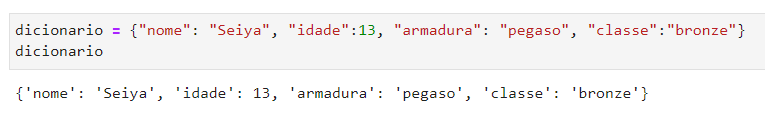 dicionario = {"nome": "Seiya", "idade":13, "armadura": "pegaso", "classe":"bronze"}
dicionario
{'nome': 'Seiya', 'idade': 13, 'armadura': 'pegaso', 'classe': 'bronze'}